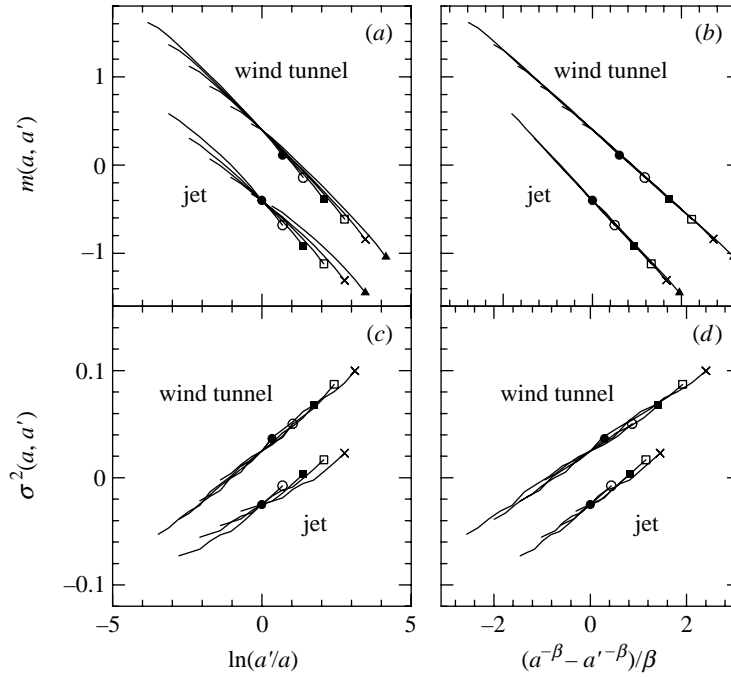 (a)
(b)
wind tunnel
wind tunnel
1
m(a, a')
0
jet
jet
−1
(c)
(d)
0.1
wind tunnel
wind tunnel
σ²(a, a')
0
jet
jet
−0.1
−5
0
5
−2
0
2
ln(a'/a)
(a⁻ᵝ − a'⁻ᵝ)/β